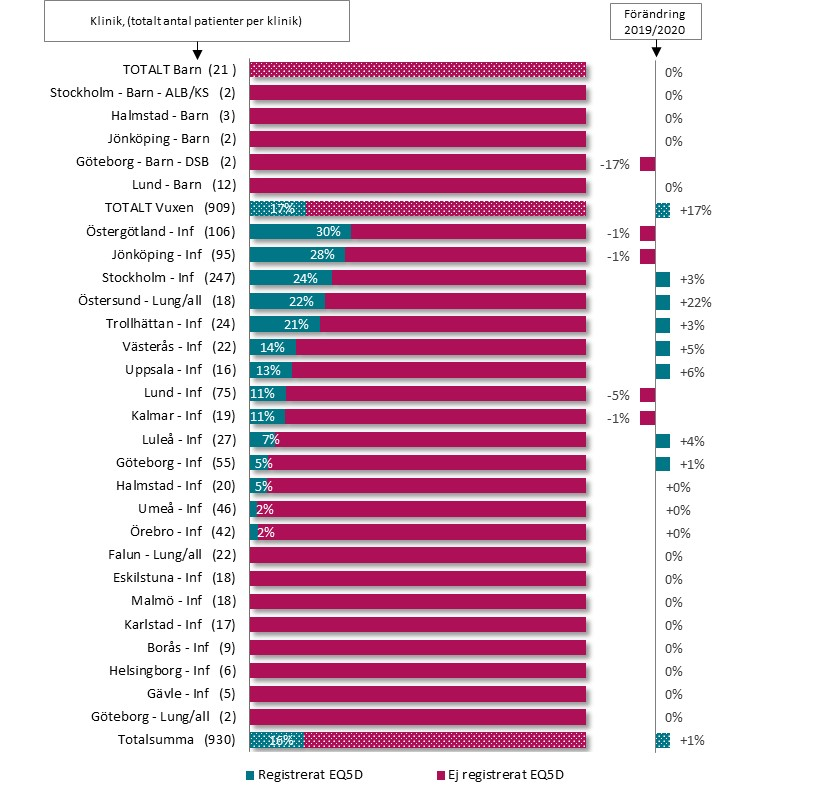 Klinik, (totalt antal patienter per klinik)
Förändring
2019/2020
TOTALT Barn (21 ) 0%
Stockholm - Barn - ALB/KS (2) 0%
Halmstad - Barn (3) 0%
Jönköping - Barn (2) 0%
Göteborg - Barn - DSB (2) -17%
Lund - Barn (12) 0%
TOTALT Vuxen (909) 17% +17%
Östergötland - Inf (106) 30% -1%
Jönköping - Inf (95) 28% -1%
Stockholm - Inf (247) 24% +3%
Östersund - Lung/all (18) 22% +22%
Trollhättan - Inf (24) 21% +3%
Västerås - Inf (22) 14% +5%
Uppsala - Inf (16) 13% +6%
Lund - Inf (75) 11% -5%
Kalmar - Inf (19) 11% -1%
Luleå - Inf (27) 7% +4%
Göteborg - Inf (55) 5% +1%
Halmstad - Inf (20) 5% +0%
Umeå - Inf (46) 2% +0%
Örebro - Inf (42) 2% +0%
Falun - Lung/all (22) 0%
Eskilstuna - Inf (18) 0%
Malmö - Inf (18) 0%
Karlstad - Inf (17) 0%
Borås - Inf (9) 0%
Helsingborg - Inf (6) 0%
Gävle - Inf (5) 0%
Göteborg - Lung/all (2) 0%
Totalsumma (930) 16% +1%
Registrerat EQ5D Ej registrerat EQ5D